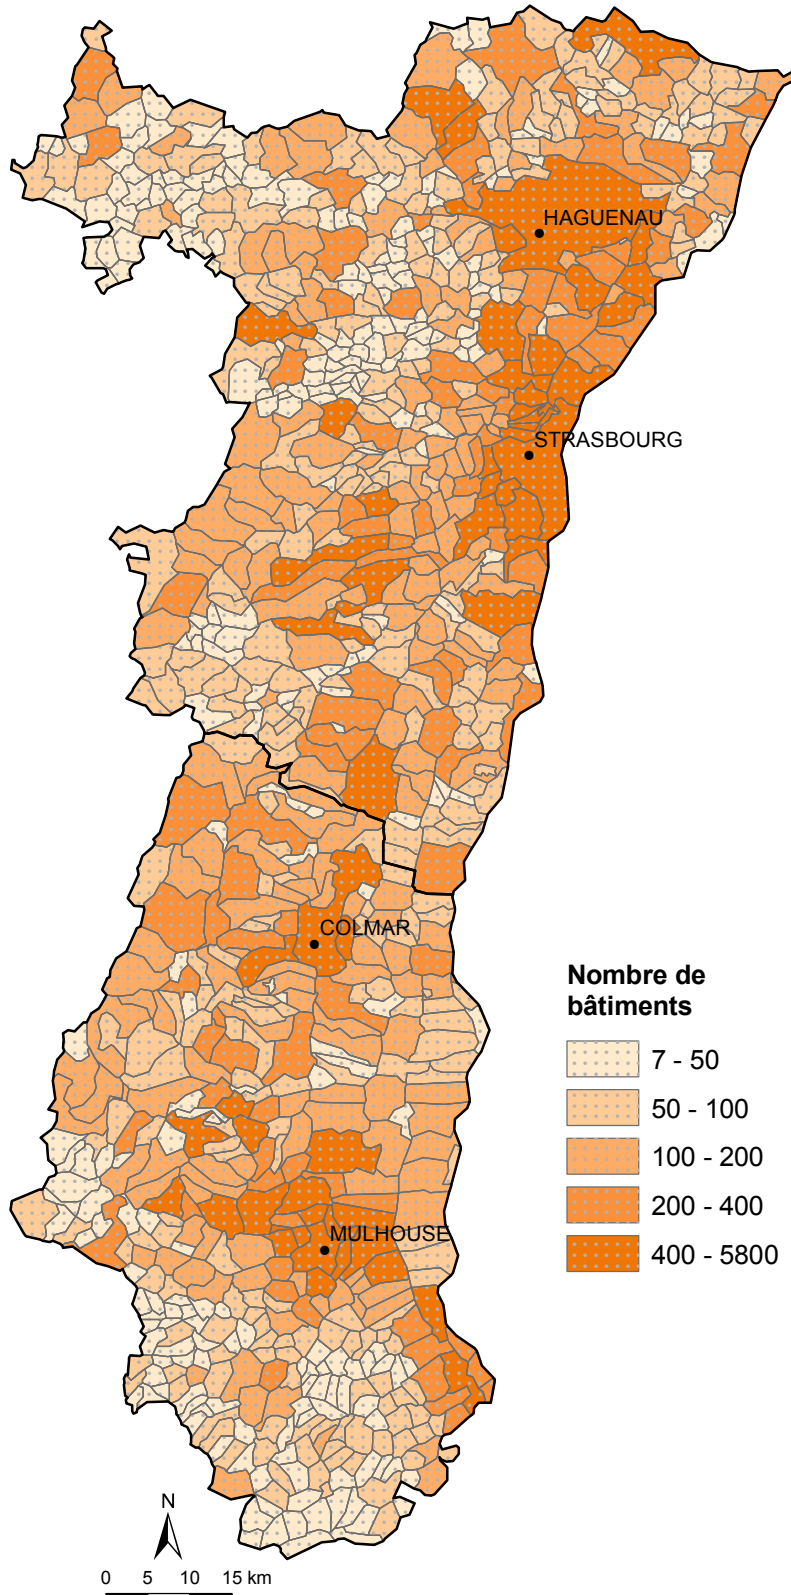 HAGUENAU
STRASBOURG
COLMAR
Nombre de
bâtiments
7 - 50
50 - 100
100 - 200
200 - 400
400 - 5800
MULHOUSE
N
0 5 10 15 km